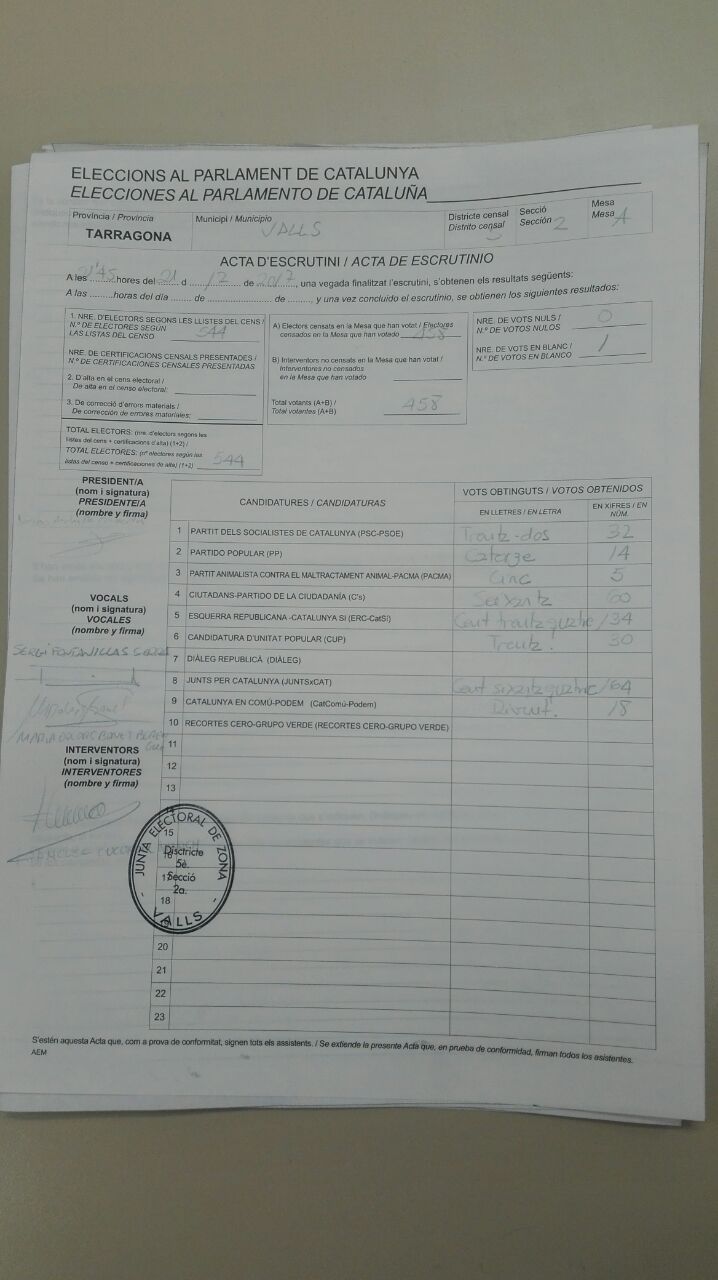 ELECCIONS AL PARLAMENT DE CATALUNYA
ELECCIONES AL PARLAMENTO DE CATALUÑA
Província / Provincia
TARRAGONA
Municipi / Municipio
VALLS
Districte censal
Distrito censal
5
Secció
Sección
2
Mesa
Mesa
A
ACTA D'ESCRUTINI / ACTA DE ESCRUTINIO
A les 21'45 hores del 21 d 12 de 2017, una vegada finalitzat l'escrutini, s'obtenen els resultats següents:
A las .........horas del día ....... de .................. de ........, y una vez concluido el escrutinio, se obtienen los siguientes resultados:
1. NRE. D'ELECTORS SEGONS LES LLISTES DEL CENS /
N.º DE ELECTORES SEGÚN
LAS LISTAS DEL CENSO 544
NRE. DE CERTIFICACIONS CENSALS PRESENTADES /
N.º DE CERTIFICACIONES CENSALES PRESENTADAS
2. D'alta en el cens electoral /
De alta en el censo electoral:
3. De correcció d'errors materials /
De corrección de errores materiales:
TOTAL ELECTORS: (nre. d'electors segons les
llistes del cens + certificacions d'alta) (1+2) /
TOTAL ELECTORES: (nº electores según las
listas del censo + certificaciones de alta) (1+2) 544
A) Electors censats en la Mesa que han votat / Electores
censados en la Mesa que han votado 458
B) Interventors no censats en la Mesa que han votat /
Interventores no censados
en la Mesa que han votado
Total votants (A+B) /
Total votantes (A+B) 458
NRE. DE VOTS NULS /
N.º DE VOTOS NULOS 0
NRE. DE VOTS EN BLANC /
N.º DE VOTOS EN BLANCO 1
PRESIDENT/A
(nom i signatura)
PRESIDENTE/A
(nombre y firma)
VOCALS
(nom i signatura)
VOCALES
(nombre y firma)
SERGI FONTANILLAS
MARIA DOLORS BONET
INTERVENTORS
(nom i signatura)
INTERVENTORES
(nombre y firma)
CANDIDATURES / CANDIDATURAS
VOTS OBTINGUTS / VOTOS OBTENIDOS
EN LLETRES / EN LETRA
EN XIFRES / EN NÚM.
1 PARTIT DELS SOCIALISTES DE CATALUNYA (PSC-PSOE) Trenta-dos 32
2 PARTIDO POPULAR (PP) Catorze 14
3 PARTIT ANIMALISTA CONTRA EL MALTRACTAMENT ANIMAL-PACMA (PACMA) Cinc 5
4 CIUTADANS-PARTIDO DE LA CIUDADANÍA (C's) Seixanta 60
5 ESQUERRA REPUBLICANA -CATALUNYA SÍ (ERC-CatSí) Cent trenta quatre 134
6 CANDIDATURA D'UNITAT POPULAR (CUP) Trenta. 30
7 DIÀLEG REPUBLICÀ (DIÀLEG)
8 JUNTS PER CATALUNYA (JUNTSxCAT) Cent sixanta quatre 164
9 CATALUNYA EN COMÚ-PODEM (CatComú-Podem) Divuit. 18
10 RECORTES CERO-GRUPO VERDE (RECORTES CERO-GRUPO VERDE)
11
12
13
14
15
16
17
18
19
20
21
22
23
JUNTA ELECTORAL DE ZONA
Districte
5è.
Secció
2a.
- VALLS -
S'estén aquesta Acta que, com a prova de conformitat, signen tots els assistents. / Se extiende la presente Acta que, en prueba de conformidad, firman todos los asistentes.
AEM